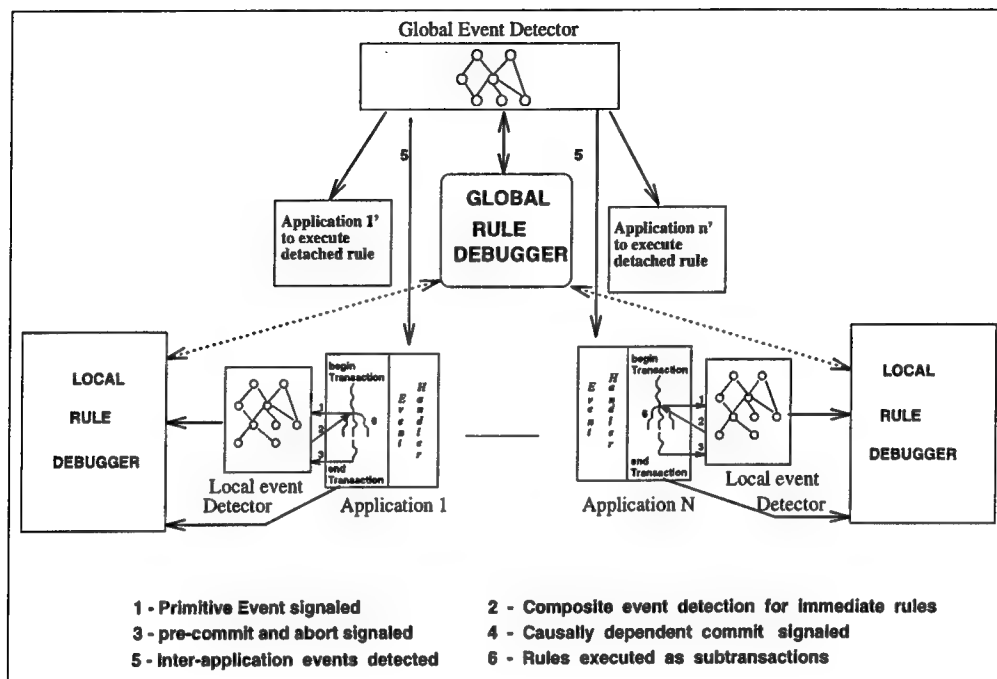 Global Event Detector
5
5
GLOBAL
RULE
DEBUGGER
Application 1'
to execute
detached rule
Application n'
to execute
detached rule
LOCAL
RULE
DEBUGGER
1
2
3
begin
Transaction
6
end
Transaction
Event
Handler
Local event
Detector
Application 1
Event
Handler
begin
Transaction
6
end
Transaction
1
2
3
Application N
Local event
Detector
LOCAL
RULE
DEBUGGER
1 - Primitive Event signaled
2 - Composite event detection for immediate rules
3 - pre-commit and abort signaled
4 - Causally dependent commit signaled
5 - Inter-application events detected
6 - Rules executed as subtransactions